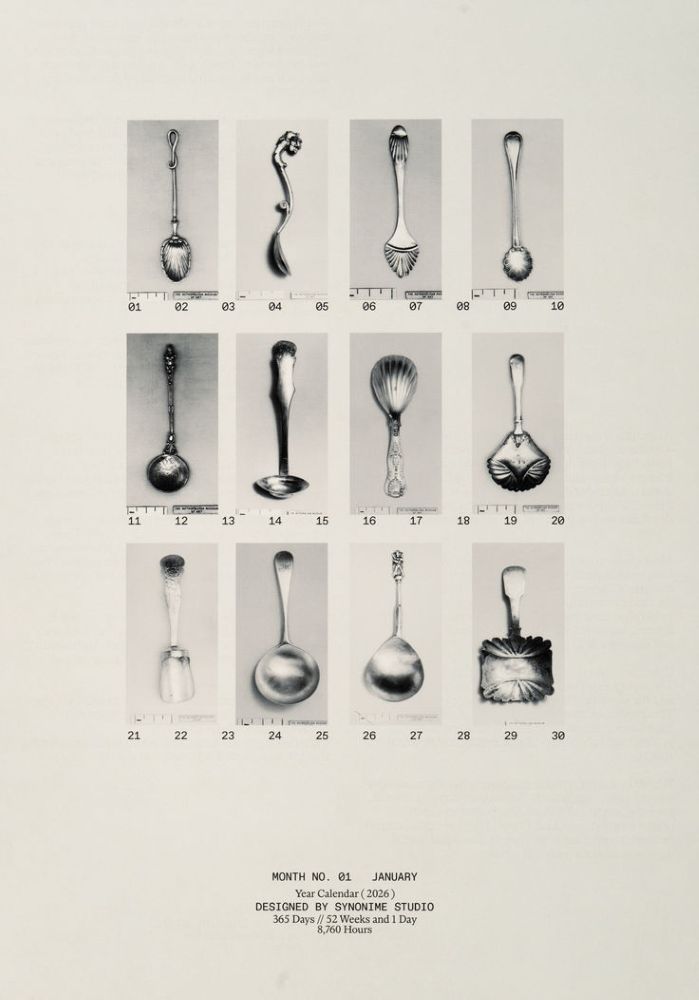 01 02 03 04 05 06 07 08 09 10
11 12 13 14 15 16 17 18 19 20
21 22 23 24 25 26 27 28 29 30
MONTH NO. 01 JANUARY
Year Calendar ( 2026 )
DESIGNED BY SYNONIME STUDIO
365 Days // 52 Weeks and 1 Day
8,760 Hours